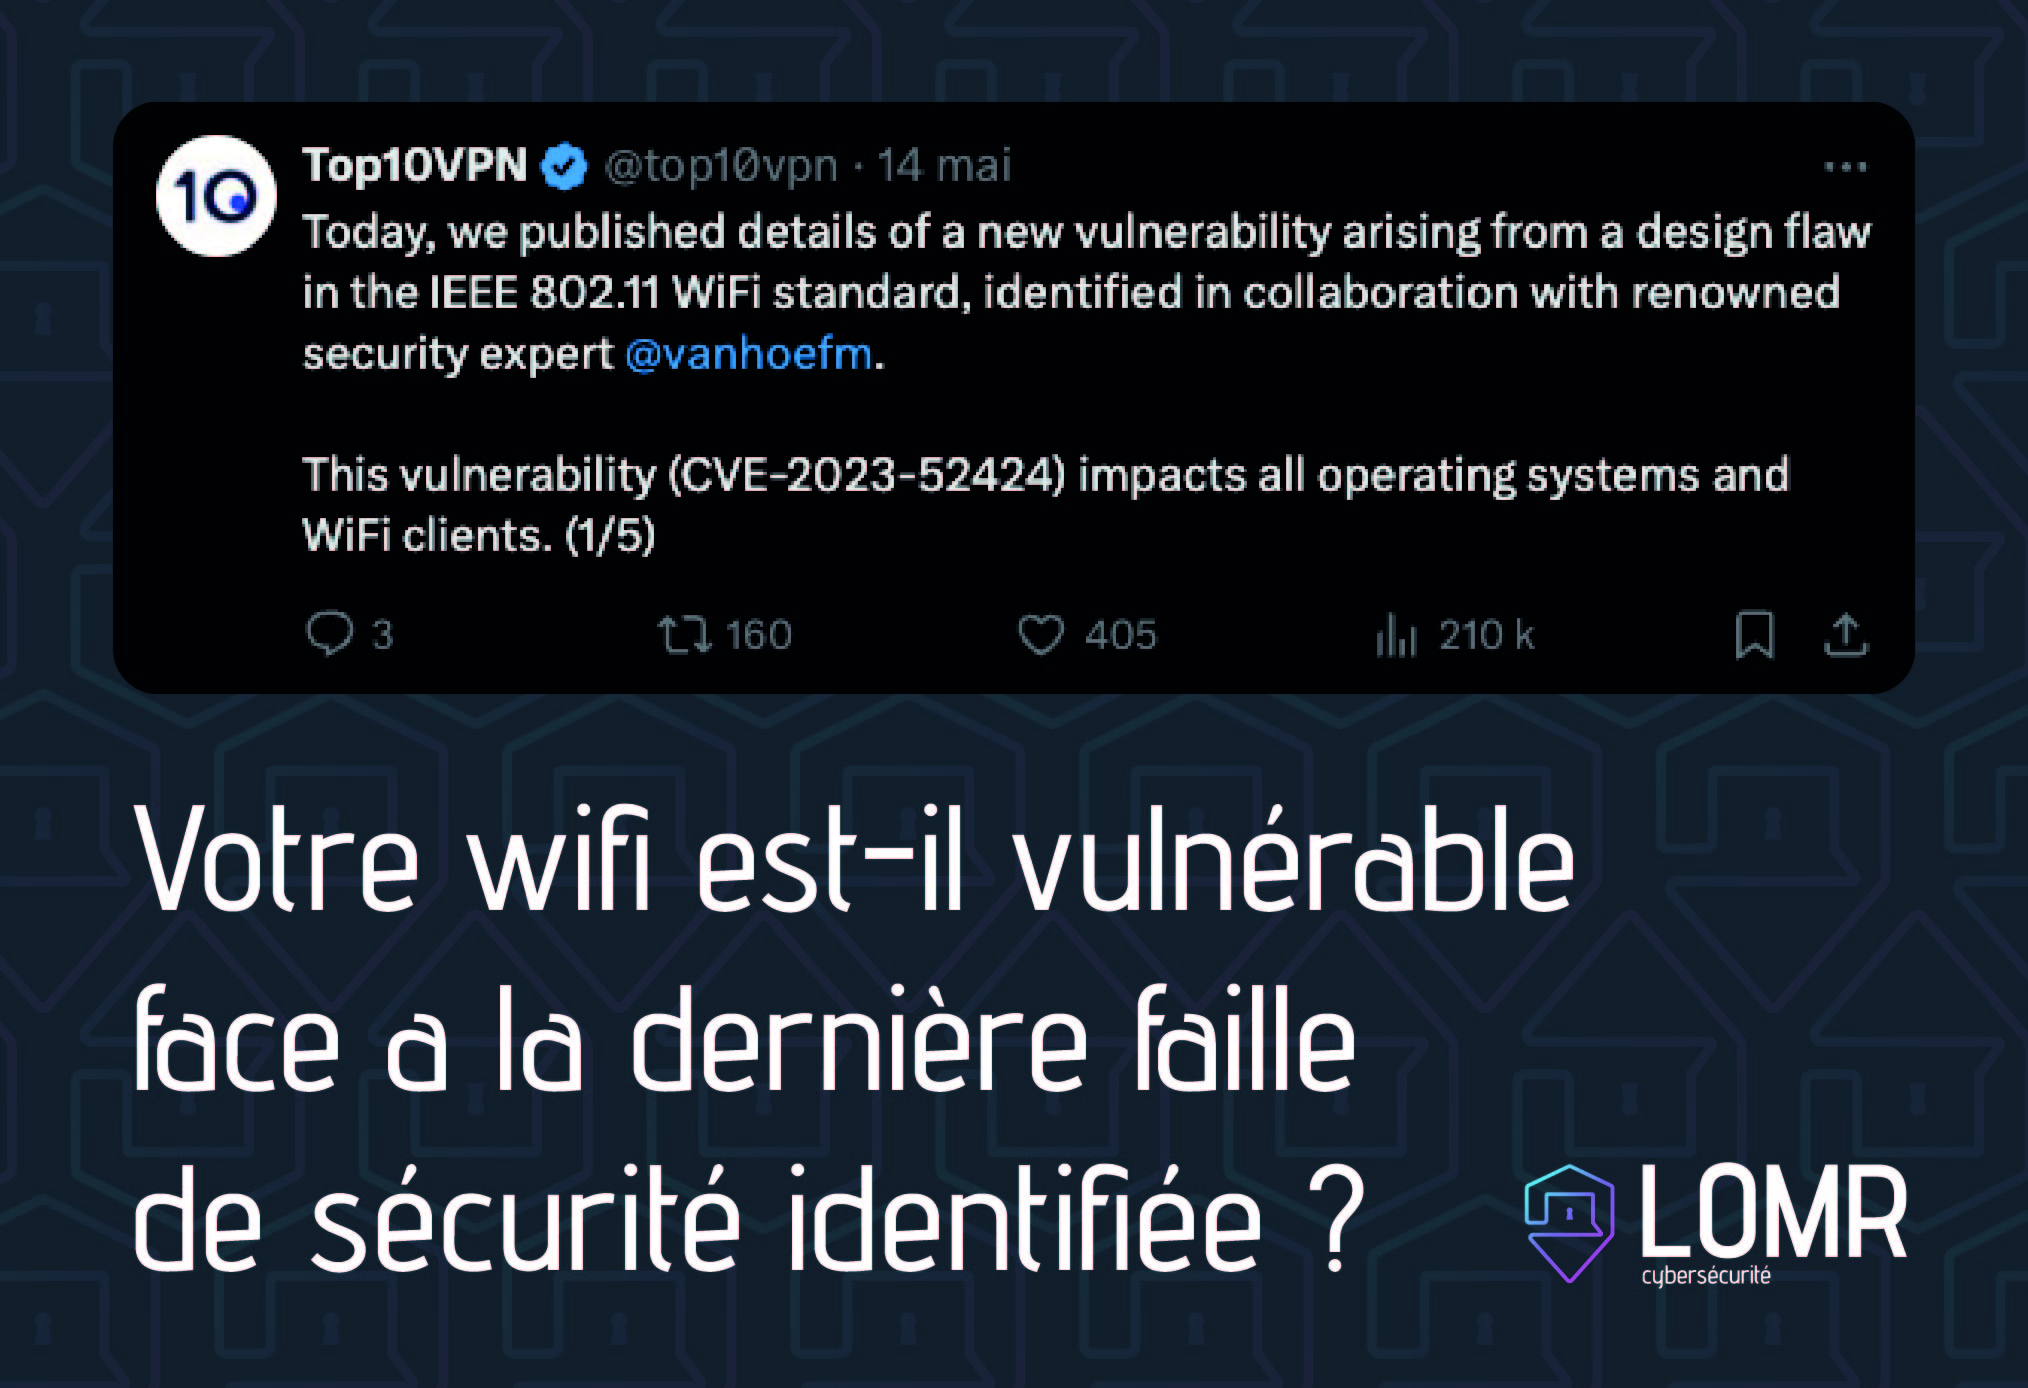 10
Top10VPN @top10vpn · 14 mai
Today, we published details of a new vulnerability arising from a design flaw
in the IEEE 802.11 WiFi standard, identified in collaboration with renowned
security expert @vanhoefm.
This vulnerability (CVE-2023-52424) impacts all operating systems and
WiFi clients. (1/5)
3 160 405 210 k
Votre wifi est-il vulnérable
face a la dernière faille
de sécurité identifiée ?
LOMR
cybersécurité